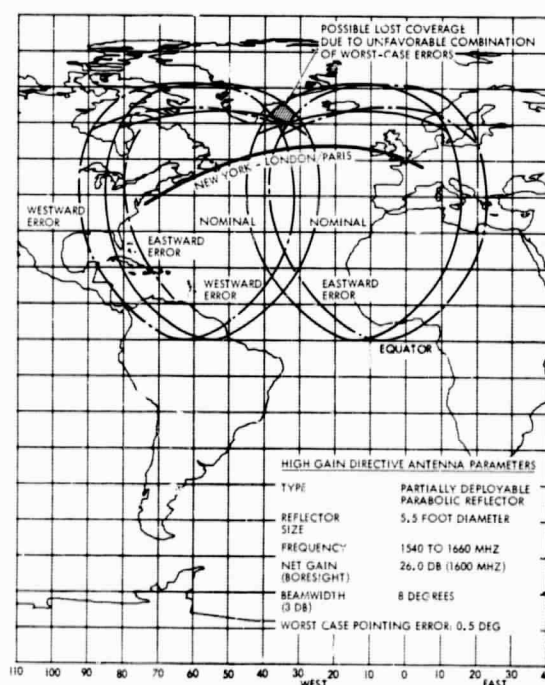 POSSIBLE LOST COVERAGE
DUE TO UNFAVORABLE COMBINATION
OF WORST-CASE ERRORS
NEW YORK - LONDON/PARIS
WESTWARD
ERROR
NOMINAL
NOMINAL
EASTWARD
ERROR
WESTWARD
ERROR
EASTWARD
ERROR
EQUATOR
HIGH GAIN DIRECTIVE ANTENNA PARAMETERS
TYPE PARTIALLY DEPLOYABLE
PARABOLIC REFLECTOR
REFLECTOR 5.5 FOOT DIAMETER
SIZE
FREQUENCY 1540 TO 1660 MHZ
NET GAIN 26.0 DB (1600 MHZ)
(BORESIGHT)
BEAMWIDTH 8 DEGREES
(3 DB)
WORST CASE POINTING ERROR: 0.5 DEG
110 100 90 80 70 60 50 40 30 20 10 0 10 20 30 40
WEST EAST